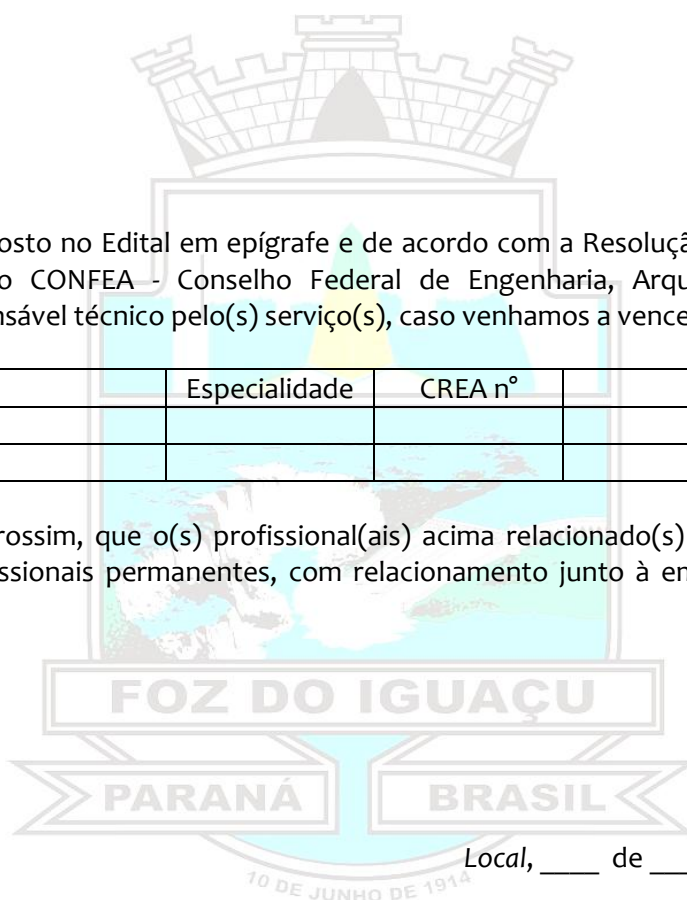 osto no Edital em epígrafe e de acordo com a Resoluçã
o CONFEA - Conselho Federal de Engenharia, Arqu
nsável técnico pelo(s) serviço(s), caso venhamos a vence
Especialidade CREA n°
rossim, que o(s) profissional(ais) acima relacionado(s)
ssionais permanentes, com relacionamento junto à en
FOZ DO IGUAÇU
PARANÁ BRASIL
Local, ____ de ___
10 DE JUNHO DE 1914